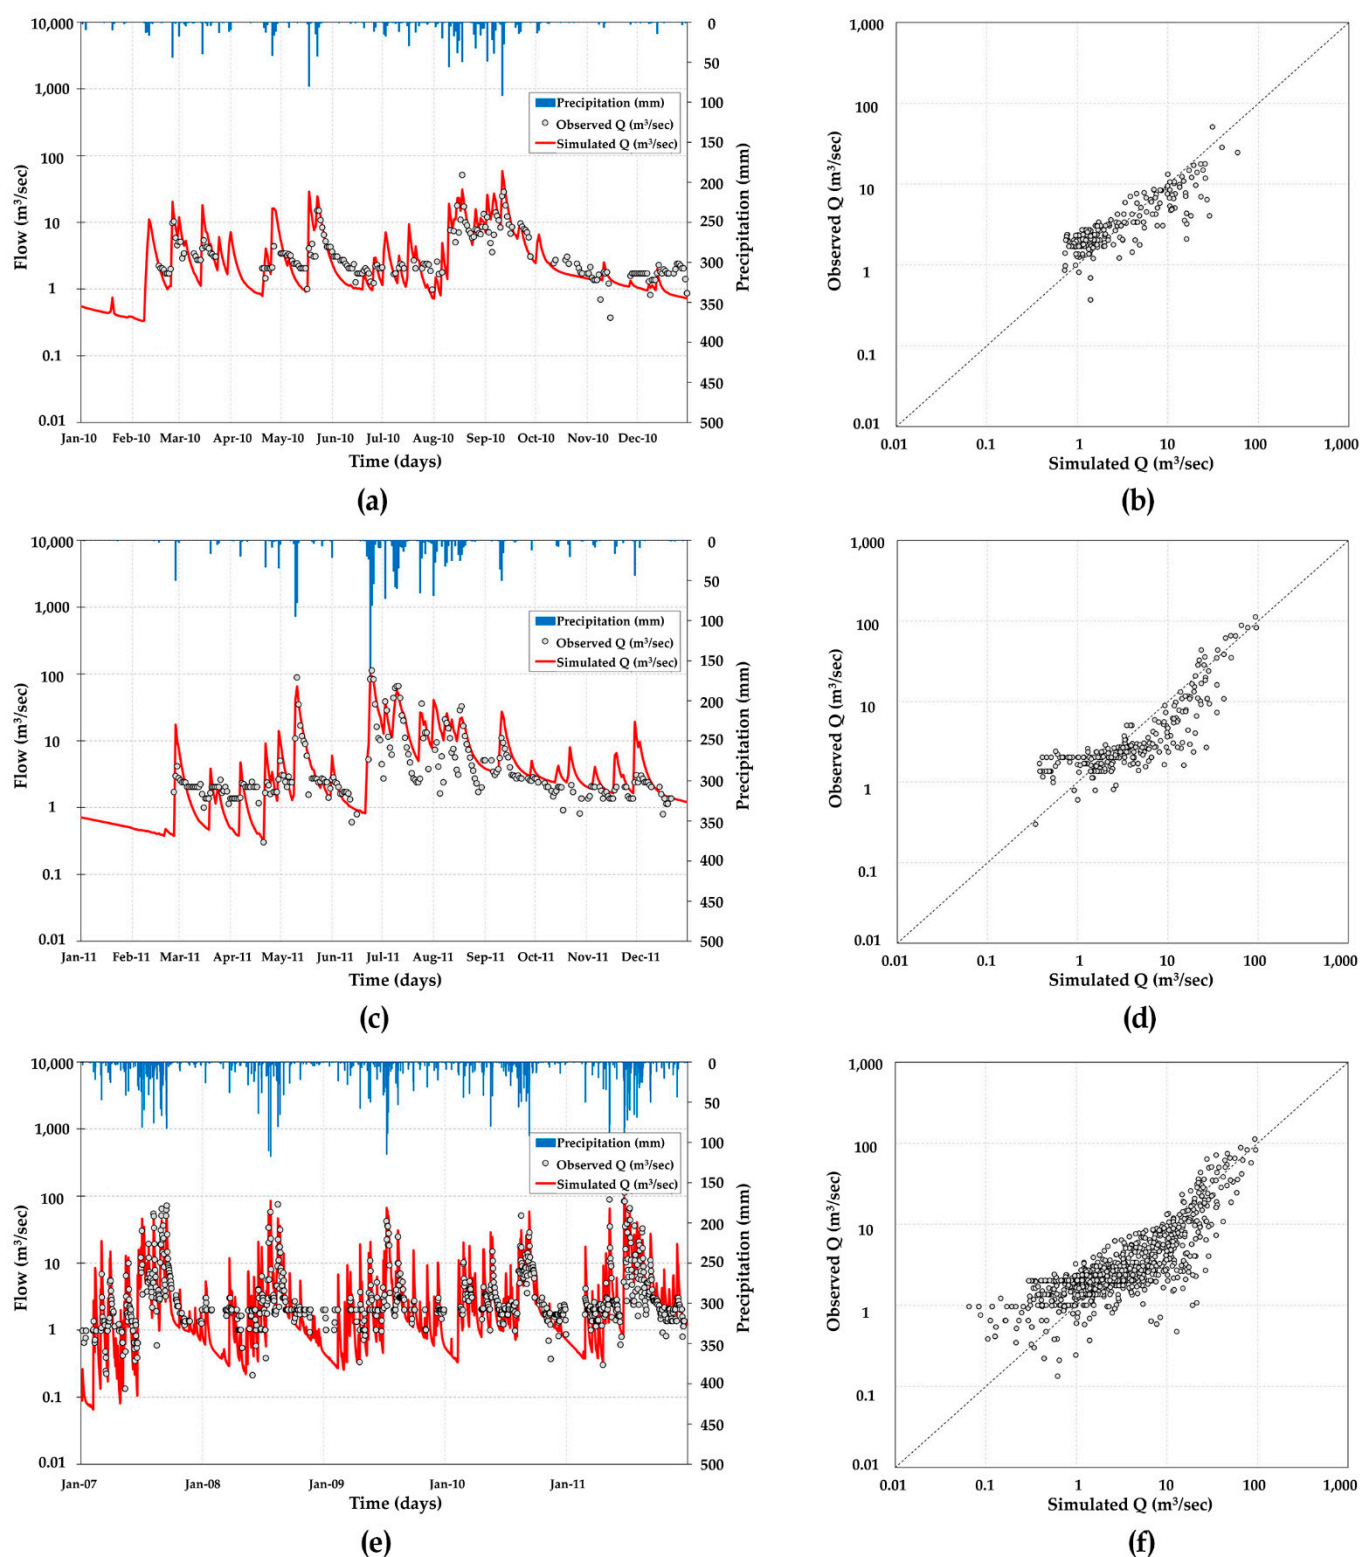 10,000
1,000
100
10
1
0.1
0.01
Flow (m³/sec)
0
50
100
150
200
250
300
350
400
450
500
Precipitation (mm)
Precipitation (mm)
Observed Q (m³/sec)
Simulated Q (m³/sec)
Jan-10 Feb-10 Mar-10 Apr-10 May-10 Jun-10 Jul-10 Aug-10 Sep-10 Oct-10 Nov-10 Dec-10
Time (days)
(a)
1,000
100
10
1
0.1
0.01
Observed Q (m³/sec)
0.01 0.1 1 10 100 1,000
Simulated Q (m³/sec)
(b)
10,000
1,000
100
10
1
0.1
0.01
Flow (m³/sec)
0
50
100
150
200
250
300
350
400
450
500
Precipitation (mm)
Precipitation (mm)
Observed Q (m³/sec)
Simulated Q (m³/sec)
Jan-11 Feb-11 Mar-11 Apr-11 May-11 Jun-11 Jul-11 Aug-11 Sep-11 Oct-11 Nov-11 Dec-11
Time (days)
(c)
1,000
100
10
1
0.1
0.01
Observed Q (m³/sec)
0.01 0.1 1 10 100 1,000
Simulated Q (m³/sec)
(d)
10,000
1,000
100
10
1
0.1
0.01
Flow (m³/sec)
0
50
100
150
200
250
300
350
400
450
500
Precipitation (mm)
Precipitation (mm)
Observed Q (m³/sec)
Simulated Q (m³/sec)
Jan-07 Jan-08 Jan-09 Jan-10 Jan-11
Time (days)
(e)
1,000
100
10
1
0.1
0.01
Observed Q (m³/sec)
0.01 0.1 1 10 100 1,000
Simulated Q (m³/sec)
(f)